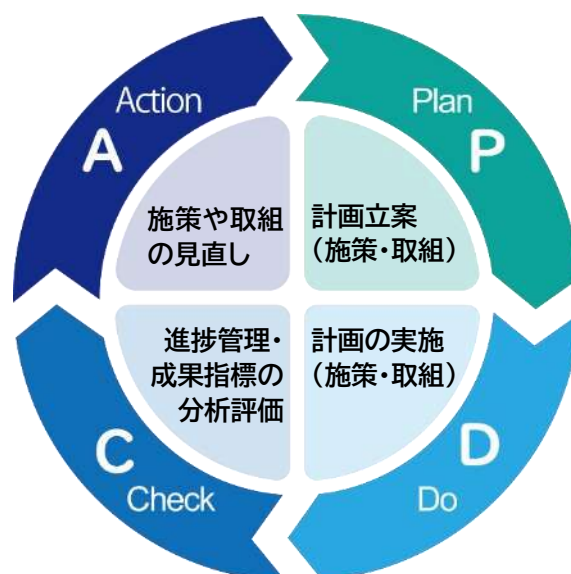 Action
A
施策や取組
の見直し
Plan
P
計画立案
(施策・取組)
計画の実施
(施策・取組)
D
Do
進捗管理・
成果指標の
分析評価
C
Check